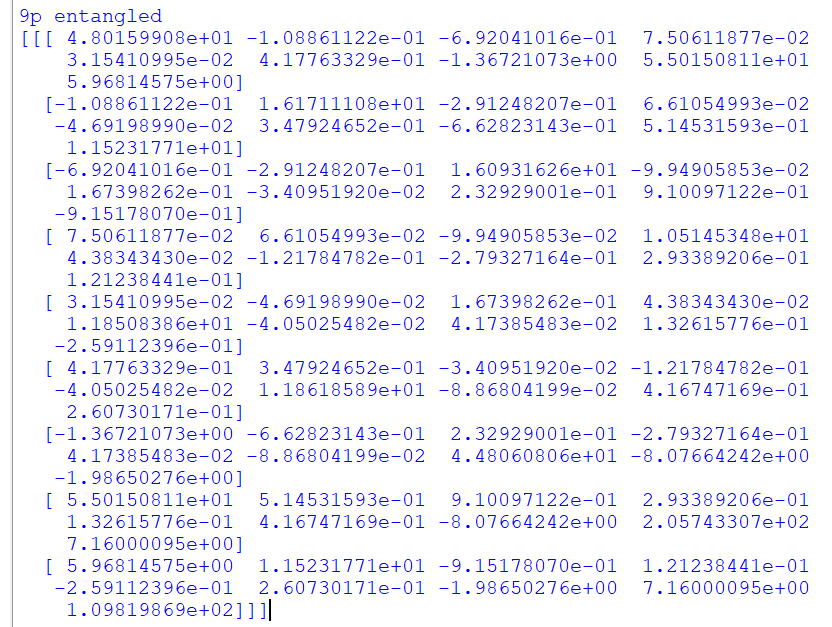 9p entangled
[[[ 4.80159908e+01 -1.08861122e-01 -6.92041016e-01  7.50611877e-02
    3.15410995e-02  4.17763329e-01 -1.36721073e+00  5.50150811e+01
    5.96814575e+00]
  [-1.08861122e-01  1.61711108e+01 -2.91248207e-01  6.61054993e-02
   -4.69198990e-02  3.47924652e-01 -6.62823143e-01  5.14531593e-01
    1.15231771e+01]
  [-6.92041016e-01 -2.91248207e-01  1.60931626e+01 -9.94905853e-02
    1.67398262e-01 -3.40951920e-02  2.32929001e-01  9.10097122e-01
   -9.15178070e-01]
  [ 7.50611877e-02  6.61054993e-02 -9.94905853e-02  1.05145348e+01
    4.38343430e-02 -1.21784782e-01 -2.79327164e-01  2.93389206e-01
    1.21238441e-01]
  [ 3.15410995e-02 -4.69198990e-02  1.67398262e-01  4.38343430e-02
    1.18508386e+01 -4.05025482e-02  4.17385483e-02  1.32615776e-01
   -2.59112396e-01]
  [ 4.17763329e-01  3.47924652e-01 -3.40951920e-02 -1.21784782e-01
   -4.05025482e-02  1.18618589e+01 -8.86804199e-02  4.16747169e-01
    2.60730171e-01]
  [-1.36721073e+00 -6.62823143e-01  2.32929001e-01 -2.79327164e-01
    4.17385483e-02 -8.86804199e-02  4.48060806e+01 -8.07664242e+00
   -1.98650276e+00]
  [ 5.50150811e+01  5.14531593e-01  9.10097122e-01  2.93389206e-01
    1.32615776e-01  4.16747169e-01 -8.07664242e+00  2.05743307e+02
    7.16000095e+00]
  [ 5.96814575e+00  1.15231771e+01 -9.15178070e-01  1.21238441e-01
   -2.59112396e-01  2.60730171e-01 -1.98650276e+00  7.16000095e+00
    1.09819869e+02]]]